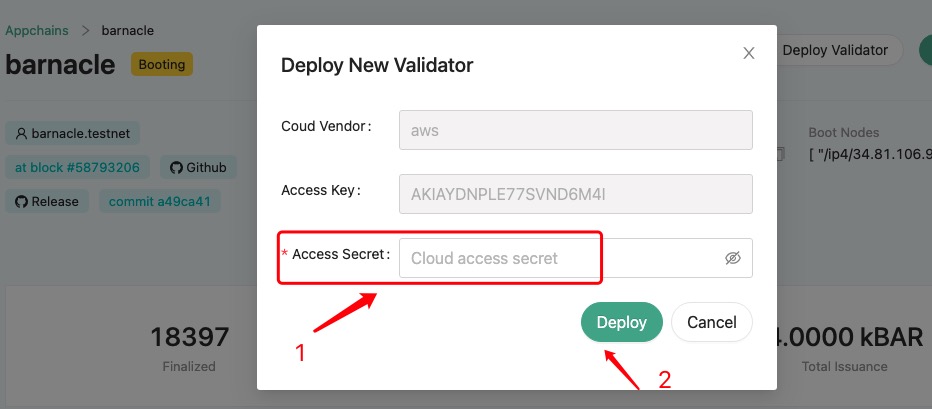 Appchains > barnacle
barnacle Booting
Deploy Validator
barnacle.testnet
at block #58793206 Github
Release commit a49ca41
Boot Nodes
[ "/ip4/34.81.106.9
18397
Finalized
4.0000 kBAR
Total Issuance
Deploy New Validator
Coud Vendor :
aws
Access Key :
AKIAYDNPLE77SVND6M4I
* Access Secret :
Cloud access secret
Deploy Cancel
1
2